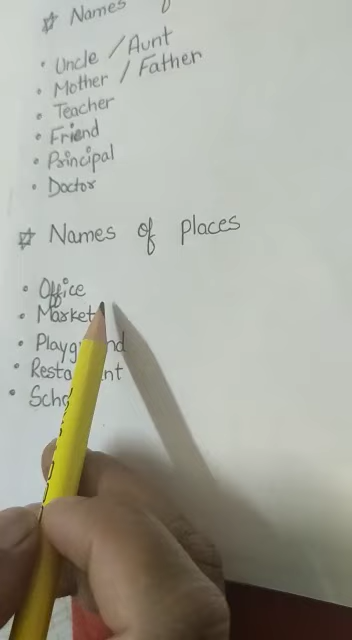 ☆ Names
• Uncle / Aunt
• Mother / Father
• Teacher
• Friend
• Principal
• Doctor
☆ Names of places
• Office
• Market
•
•
•